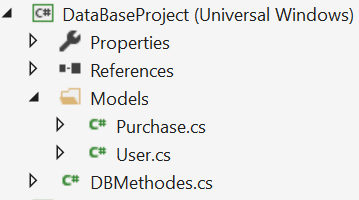 C# DataBaseProject (Universal Windows)
Properties
References
Models
C# Purchase.cs
C# User.cs
C# DBMethodes.cs